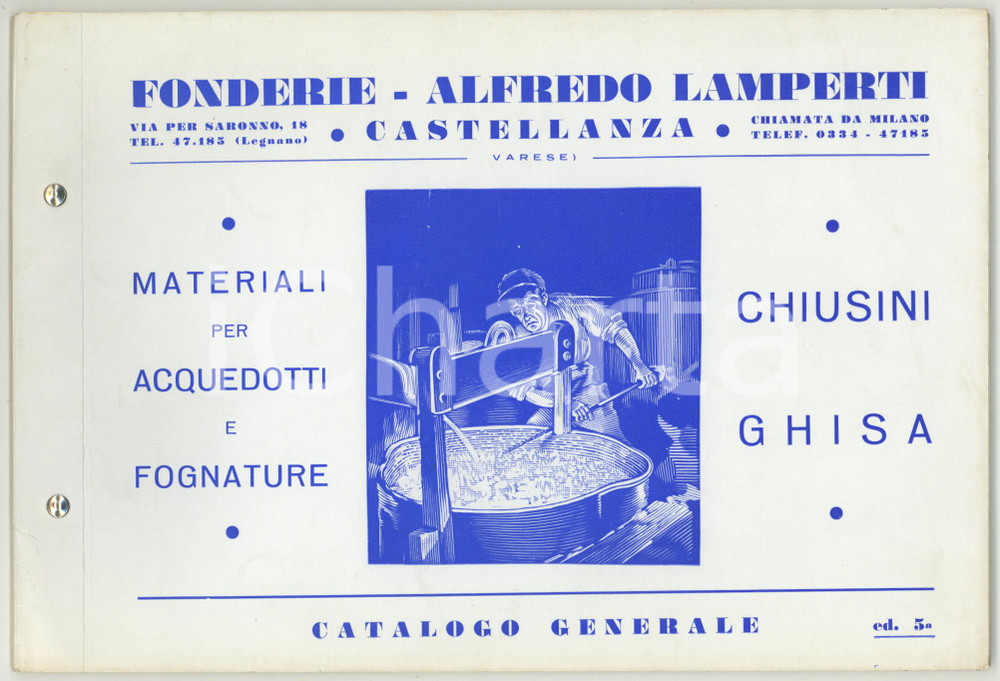 FONDERIE - ALFREDO LAMPERTI
VIA PER SARONNO, 18
TEL. 47.185 (Legnano)
• CASTELLANZA •
CHIAMATA DA MILANO
TELEF. 0334 - 47185
VARESE)
MATERIALI
PER
ACQUEDOTTI
E
FOGNATURE
CHIUSINI
GHISA
iCharta
CATALOGO GENERALE
ed. 5a